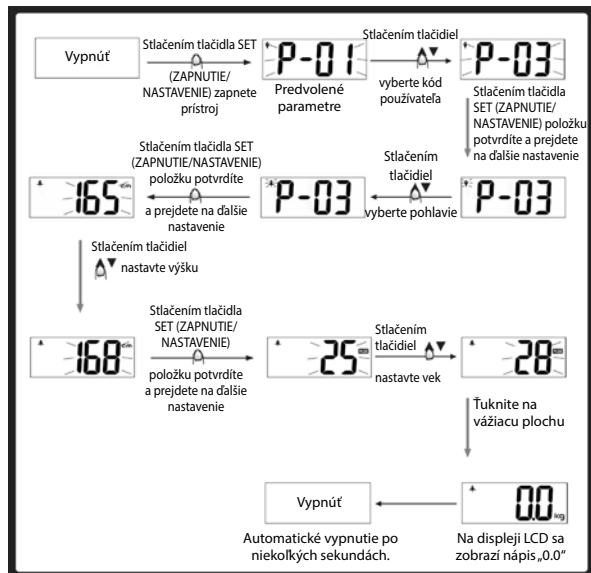 Vypnúť
Stlačením tlačidla SET
(ZAPNUTIE/
NASTAVENIE) zapnete
prístroj
P-01
Predvolené
parametre
Stlačením tlačidiel
vyberte kód
používateľa
P-03
Stlačením tlačidla
SET (ZAPNUTIE/
NASTAVENIE) položku
potvrdíte a prejdete
na ďalšie nastavenie
P-03
Stlačením
tlačidiel
vyberte pohlavie
P-03
Stlačením tlačidla SET
(ZAPNUTIE/NASTAVENIE)
položku potvrdíte
a prejdete na ďalšie
nastavenie
165 cm
Stlačením tlačidiel
nastavte výšku
168 cm
Stlačením tlačidla
SET (ZAPNUTIE/
NASTAVENIE)
položku potvrdíte
a prejdete na ďalšie
nastavenie
25
Stlačením
tlačidiel
nastavte vek
28
Ťuknite na
vážiacu plochu
0.0 kg
Na displeji LCD sa
zobrazí nápis „0.0“
Vypnúť
Automatické vypnutie po
niekoľkých sekundách.